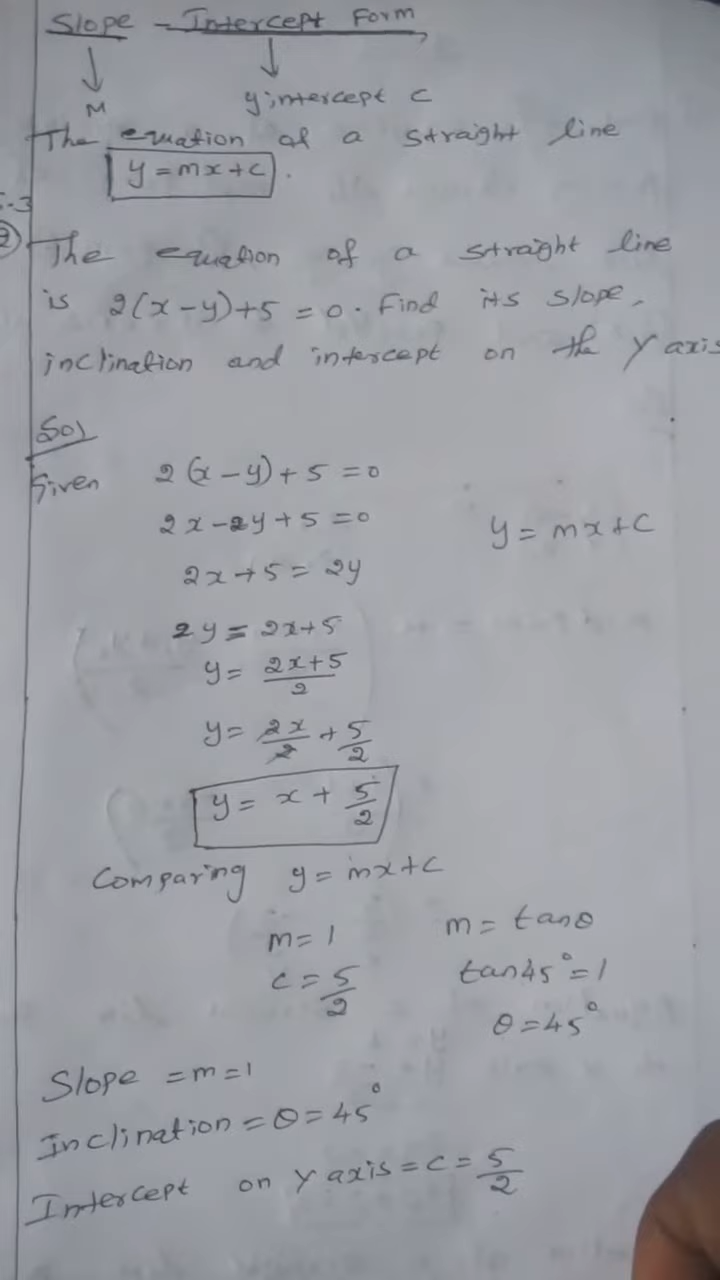 Slope - Intercept Form
M
y intercept c
The equation of a straight line
y = mx + c.
2) The equation of a straight line
is 2(x-y)+5 = 0. Find its slope,
inclination and intercept on the Y axis
Sol
Given 2(x-y)+5=0
2x-2y+5=0
y = mx+c
2x+5 = 2y
2y = 2x+5
y = (2x+5)/2
y = 2x/2 + 5/2
y = x + 5/2
Comparing y = mx+c
m=1
m = tanθ
c = 5/2
tan45°=1
θ=45°
Slope =m=1
Inclination = θ = 45°
Intercept on Y axis = c = 5/2